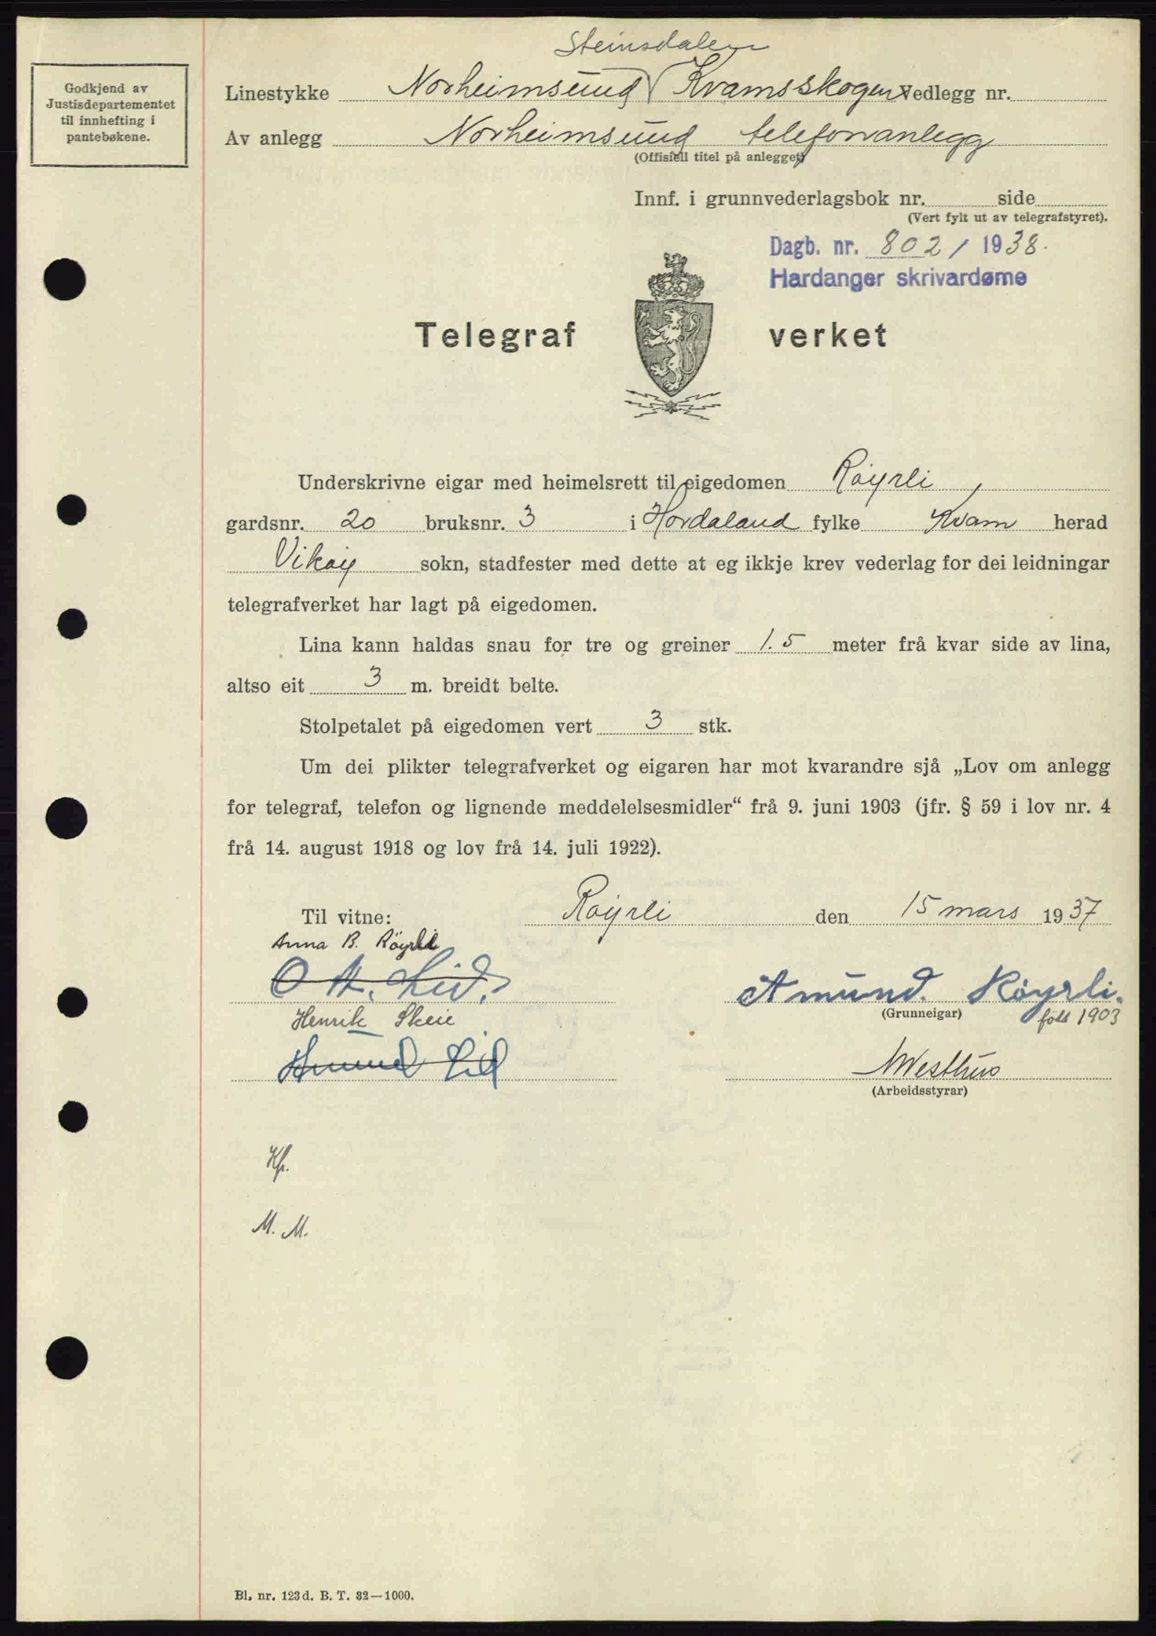 Godkjend av
Justisdepartementet
til innhefting i
pantebøkene.
Steinsdalen
Linestykke Norheimsund Kvamsskogen Vedlegg nr.
Av anlegg Norheimsund telefonanlegg
(Offisiell titel på anlegget)
Innf. i grunnvederlagsbok nr. side
(Vert fylt ut av telegrafstyret).
Dagb. nr. 802 / 1938.
Hardanger skrivardøme
Telegraf verket
Underskrivne eigar med heimelsrett til eigedomen Røyrli,
gardsnr. 20 bruksnr. 3 i Hordaland fylke Kvam herad
Vikøy sokn, stadfester med dette at eg ikkje krev vederlag for dei leidningar
telegrafverket har lagt på eigedomen.
Lina kann haldas snau for tre og greiner 1.5 meter frå kvar side av lina,
altso eit 3 m. breidt belte.
Stolpetalet på eigedomen vert 3 stk.
Um dei plikter telegrafverket og eigaren har mot kvarandre sjå „Lov om anlegg
for telegraf, telefon og lignende meddelelsesmidler“ frå 9. juni 1903 (jfr. § 59 i lov nr. 4
frå 14. august 1918 og lov frå 14. juli 1922).
Røyrli den 15 mars 1937
Til vitne:
Anna B. Röyrli
O A. Lid. Amund. Røyrli.
(Grunneigar) født 1903
Henrik Skeie
Amund Lid Westhus
(Arbeidsstyrar)
Kf.
M. M.
Bl. nr. 123 d. B. T. 32—1000.